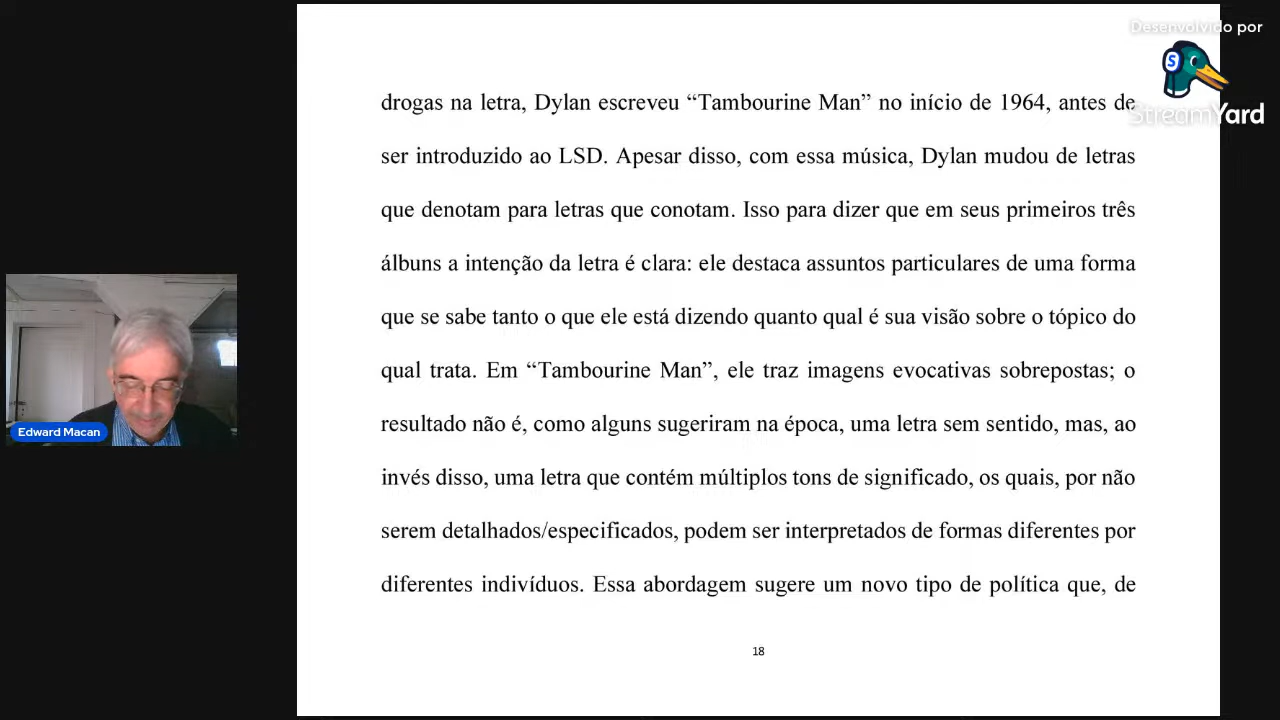 Desenvolvido por
StreamYard
drogas na letra, Dylan escreveu “Tambourine Man” no início de 1964, antes de
ser introduzido ao LSD. Apesar disso, com essa música, Dylan mudou de letras
que denotam para letras que conotam. Isso para dizer que em seus primeiros três
álbuns a intenção da letra é clara: ele destaca assuntos particulares de uma forma
que se sabe tanto o que ele está dizendo quanto qual é sua visão sobre o tópico do
qual trata. Em “Tambourine Man”, ele traz imagens evocativas sobrepostas; o
resultado não é, como alguns sugeriram na época, uma letra sem sentido, mas, ao
invés disso, uma letra que contém múltiplos tons de significado, os quais, por não
serem detalhados/especificados, podem ser interpretados de formas diferentes por
diferentes indivíduos. Essa abordagem sugere um novo tipo de política que, de
18
Edward Macan